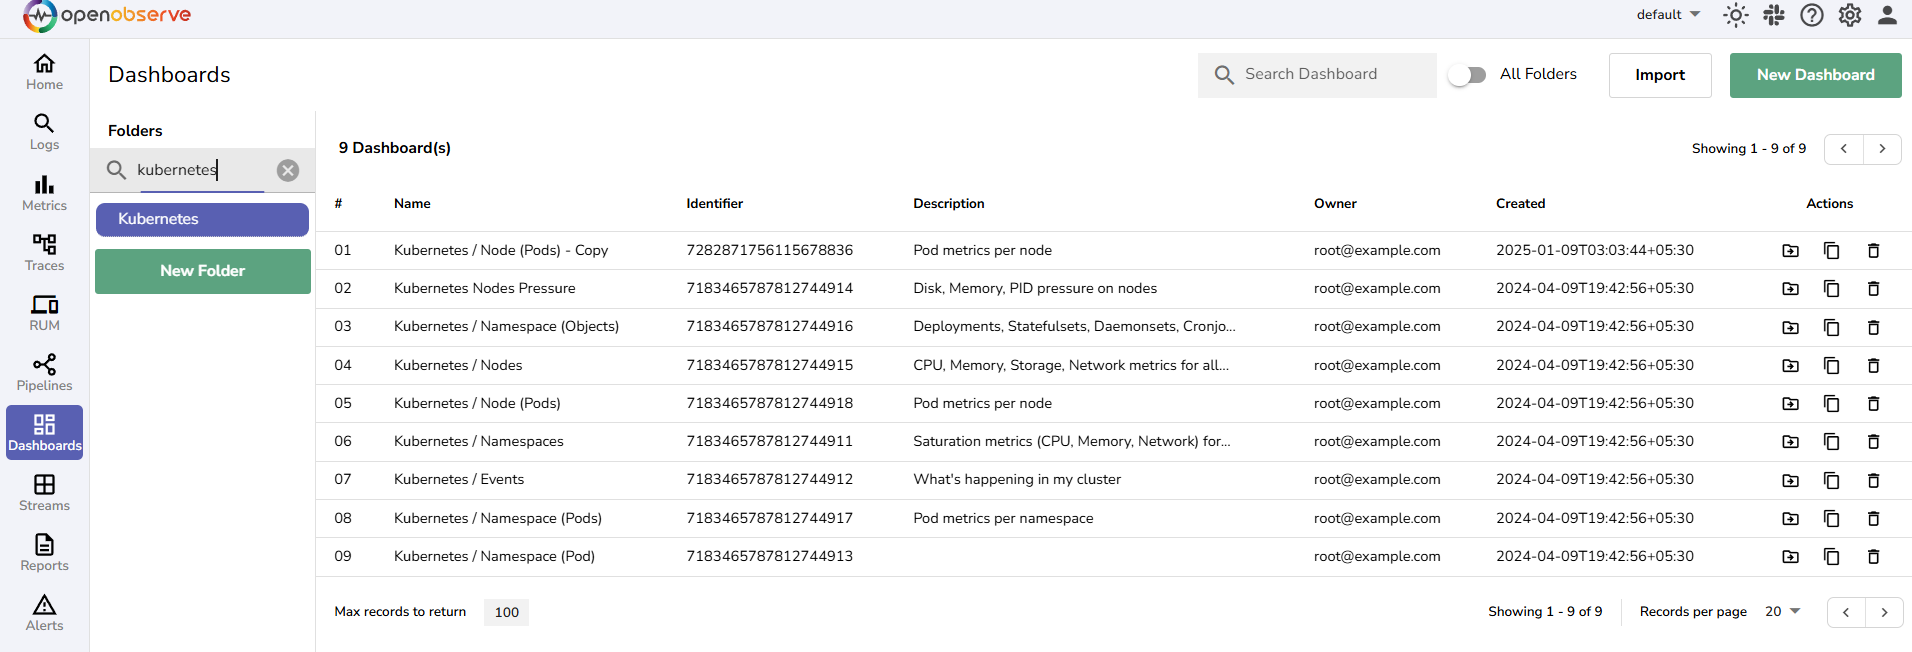 openobserve
default
Home
Logs
Metrics
Traces
RUM
Pipelines
Dashboards
Streams
Reports
Alerts
Dashboards
Search Dashboard
All Folders
Import
New Dashboard
Folders
kubernetes
Kubernetes
New Folder
9 Dashboard(s)
Showing 1 - 9 of 9
# Name Identifier Description Owner Created Actions
01 Kubernetes / Node (Pods) - Copy 7282871756115678836 Pod metrics per node root@example.com 2025-01-09T03:03:44+05:30
02 Kubernetes Nodes Pressure 7183465787812744914 Disk, Memory, PID pressure on nodes root@example.com 2024-04-09T19:42:56+05:30
03 Kubernetes / Namespace (Objects) 7183465787812744916 Deployments, Statefulsets, Daemonsets, Cronjo... root@example.com 2024-04-09T19:42:56+05:30
04 Kubernetes / Nodes 7183465787812744915 CPU, Memory, Storage, Network metrics for all... root@example.com 2024-04-09T19:42:56+05:30
05 Kubernetes / Node (Pods) 7183465787812744918 Pod metrics per node root@example.com 2024-04-09T19:42:56+05:30
06 Kubernetes / Namespaces 7183465787812744911 Saturation metrics (CPU, Memory, Network) for... root@example.com 2024-04-09T19:42:56+05:30
07 Kubernetes / Events 7183465787812744912 What's happening in my cluster root@example.com 2024-04-09T19:42:56+05:30
08 Kubernetes / Namespace (Pods) 7183465787812744917 Pod metrics per namespace root@example.com 2024-04-09T19:42:56+05:30
09 Kubernetes / Namespace (Pod) 7183465787812744913 root@example.com 2024-04-09T19:42:56+05:30
Max records to return 100 Showing 1 - 9 of 9 Records per page 20